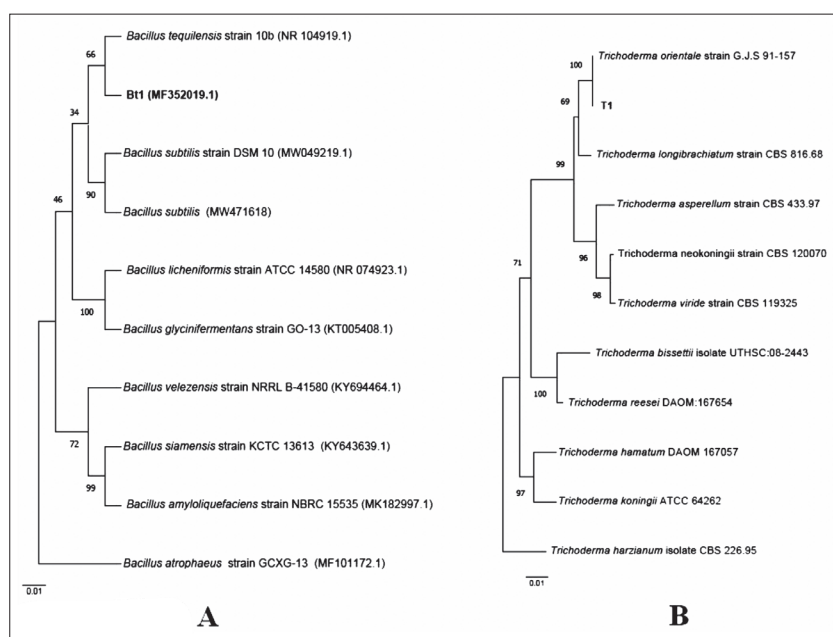 Bacillus tequilensis strain 10b (NR 104919.1)
66
Bt1 (MF352019.1)
34
Bacillus subtilis strain DSM 10 (MW049219.1)
90
Bacillus subtilis (MW471618)
46
Bacillus licheniformis strain ATCC 14580 (NR 074923.1)
100
Bacillus glycinifermentans strain GO-13 (KT005408.1)
Bacillus velezensis strain NRRL B-41580 (KY694464.1)
72
Bacillus siamensis strain KCTC 13613 (KY643639.1)
99
Bacillus amyloliquefaciens strain NBRC 15535 (MK182997.1)
Bacillus atrophaeus strain GCXG-13 (MF101172.1)
0.01
A
Trichoderma orientale strain G.J.S 91-157
100
T1
69
Trichoderma longibrachiatum strain CBS 816.68
99
Trichoderma asperellum strain CBS 433.97
96
Trichoderma neokoningii strain CBS 120070
98
Trichoderma viride strain CBS 119325
71
Trichoderma bissettii isolate UTHSC:08-2443
100
Trichoderma reesei DAOM:167654
Trichoderma hamatum DAOM 167057
97
Trichoderma koningii ATCC 64262
Trichoderma harzianum isolate CBS 226.95
0.01
B